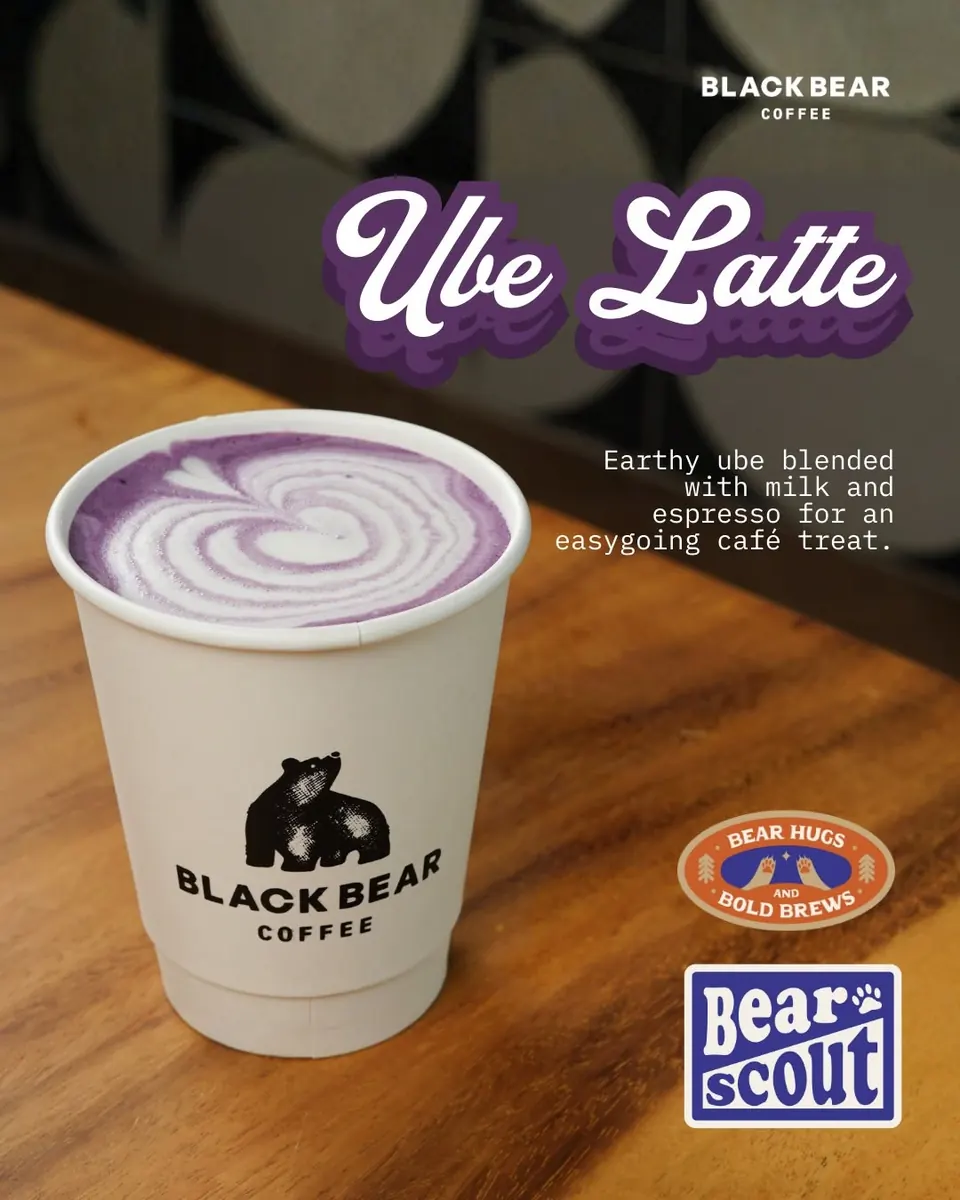 BLACK BEAR
COFFEE
Ube Latte
Earthy ube blended
with milk and
espresso for an
easygoing café treat.
BLACK BEAR
COFFEE
BEAR HUGS
AND
BOLD BREWS
Bear
scout